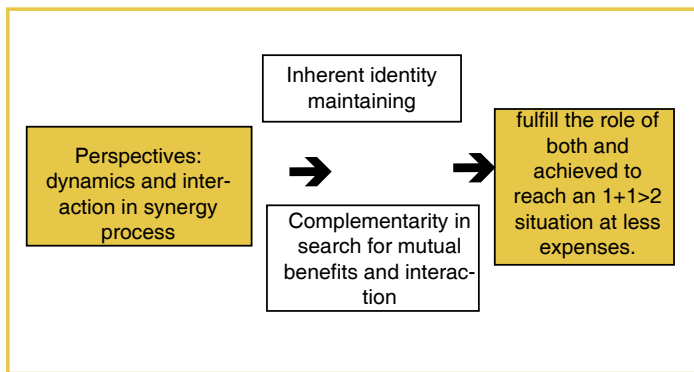 Inherent identity
maintaining
Perspectives:
dynamics and inter-
action in synergy
process
Complementarity in
search for mutual
benefits and interac-
tion
fulfill the role of
both and
achieved to
reach an 1+1>2
situation at less
expenses.